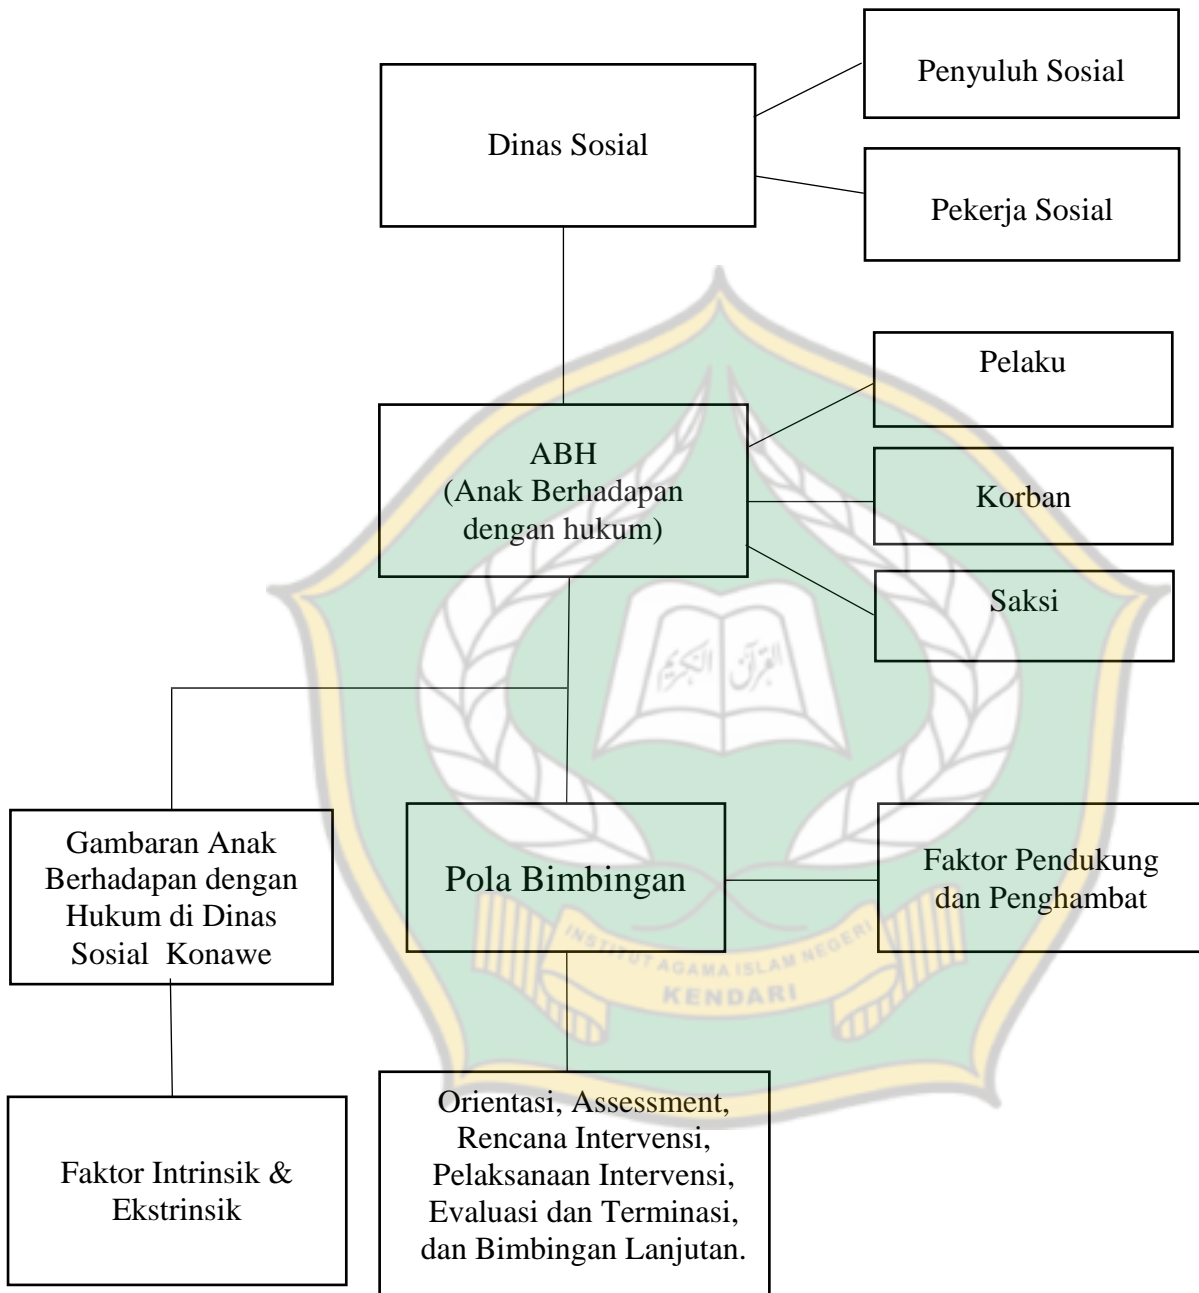 Penyuluh Sosial
Dinas Sosial
Pekerja Sosial
Pelaku
ABH
(Anak Berhadapan
dengan hukum)
Korban
Saksi
القرآن الكريم
Gambaran Anak
Berhadapan dengan
Hukum di Dinas
Sosial Konawe
Pola Bimbingan
Faktor Pendukung
dan Penghambat
INSTITUT AGAMA ISLAM NEGERI
KENDARI
Faktor Intrinsik &
Ekstrinsik
Orientasi, Assessment,
Rencana Intervensi,
Pelaksanaan Intervensi,
Evaluasi dan Terminasi,
dan Bimbingan Lanjutan.